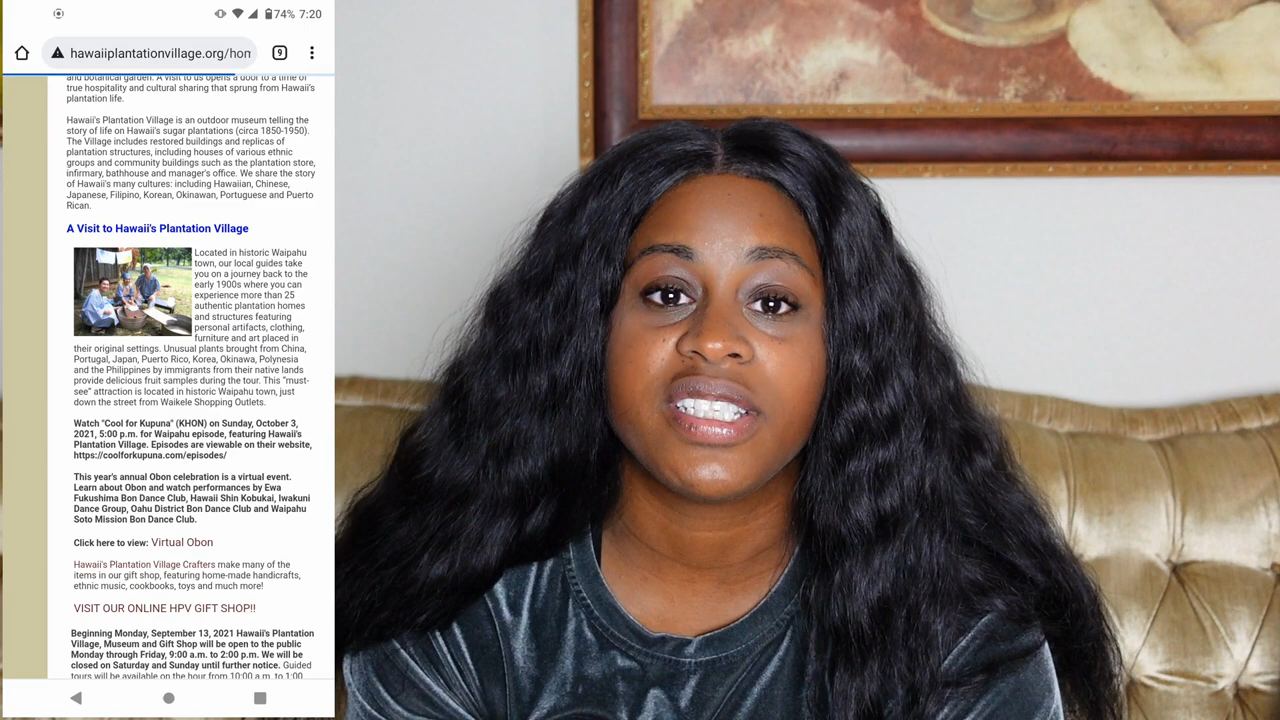 74% 7:20
hawaiiplantationvillage.org/hom
9
and botanical garden. A visit to us opens a door to a time of
true hospitality and cultural sharing that sprung from Hawaii's
plantation life.
Hawaii's Plantation Village is an outdoor museum telling the
story of life on Hawaii's sugar plantations (circa 1850-1950).
The Village includes restored buildings and replicas of
plantation structures, including houses of various ethnic
groups and community buildings such as the plantation store,
infirmary, bathhouse and manager's office. We share the story
of Hawaii's many cultures: including Hawaiian, Chinese,
Japanese, Filipino, Korean, Okinawan, Portuguese and Puerto
Rican.
A Visit to Hawaii's Plantation Village
Located in historic Waipahu
town, our local guides take
you on a journey back to the
early 1900s where you can
experience more than 25
authentic plantation homes
and structures featuring
personal artifacts, clothing,
furniture and art placed in
their original settings. Unusual plants brought from China,
Portugal, Japan, Puerto Rico, Korea, Okinawa, Polynesia
and the Philippines by immigrants from their native lands
provide delicious fruit samples during the tour. This "must-
see" attraction is located in historic Waipahu town, just
down the street from Waikele Shopping Outlets.
Watch "Cool for Kupuna" (KHON) on Sunday, October 3,
2021, 5:00 p.m. for Waipahu episode, featuring Hawaii's
Plantation Village. Episodes are viewable on their website,
https://coolforkupuna.com/episodes/
This year's annual Obon celebration is a virtual event.
Learn about Obon and watch performances by Ewa
Fukushima Bon Dance Club, Hawaii Shin Kobukai, Iwakuni
Dance Group, Oahu District Bon Dance Club and Waipahu
Soto Mission Bon Dance Club.
Click here to view: Virtual Obon
Hawaii's Plantation Village Crafters make many of the
items in our gift shop, featuring home-made handicrafts,
ethnic music, cookbooks, toys and much more!
VISIT OUR ONLINE HPV GIFT SHOP!!
Beginning Monday, September 13, 2021 Hawaii's Plantation
Village, Museum and Gift Shop will be open to the public
Monday through Friday, 9:00 a.m. to 2:00 p.m. We will be
closed on Saturday and Sunday until further notice. Guided
tours will be available on the hour from 10:00 a.m. to 1:00